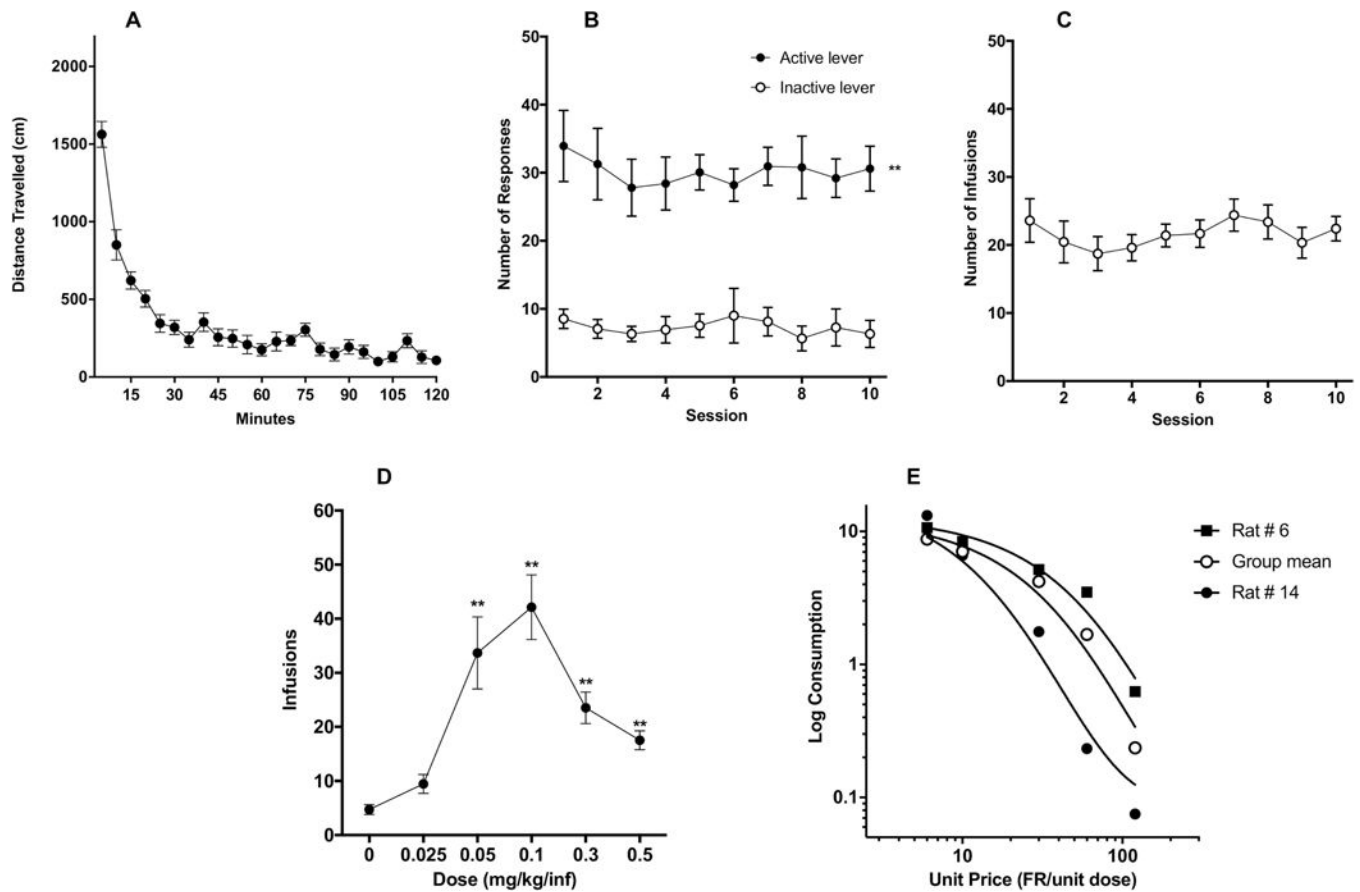 A
2000
1500
1000
500
0
Distance Travelled (cm)
15 30 45 60 75 90 105 120
Minutes
B
50
40
30
20
10
0
Number of Responses
Active lever
Inactive lever
**
2 4 6 8 10
Session
C
50
40
30
20
10
0
Number of Infusions
2 4 6 8 10
Session
D
60
50
40
30
20
10
0
Infusions
**
**
**
**
0 0.025 0.05 0.1 0.3 0.5
Dose (mg/kg/inf)
E
10
1
0.1
Log Consumption
Rat # 6
Group mean
Rat # 14
10 100
Unit Price (FR/unit dose)